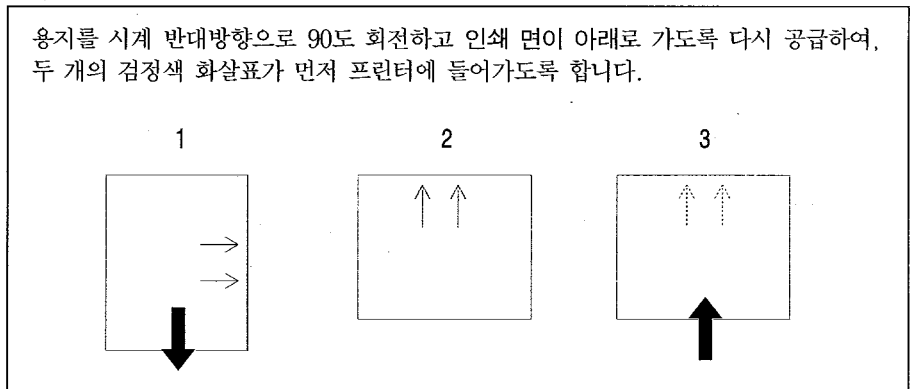 용지를 시계 반대방향으로 90도 회전하고 인쇄 면이 아래로 가도록 다시 공급하여,
두 개의 검정색 화살표가 먼저 프린터에 들어가도록 합니다.
1 2 3